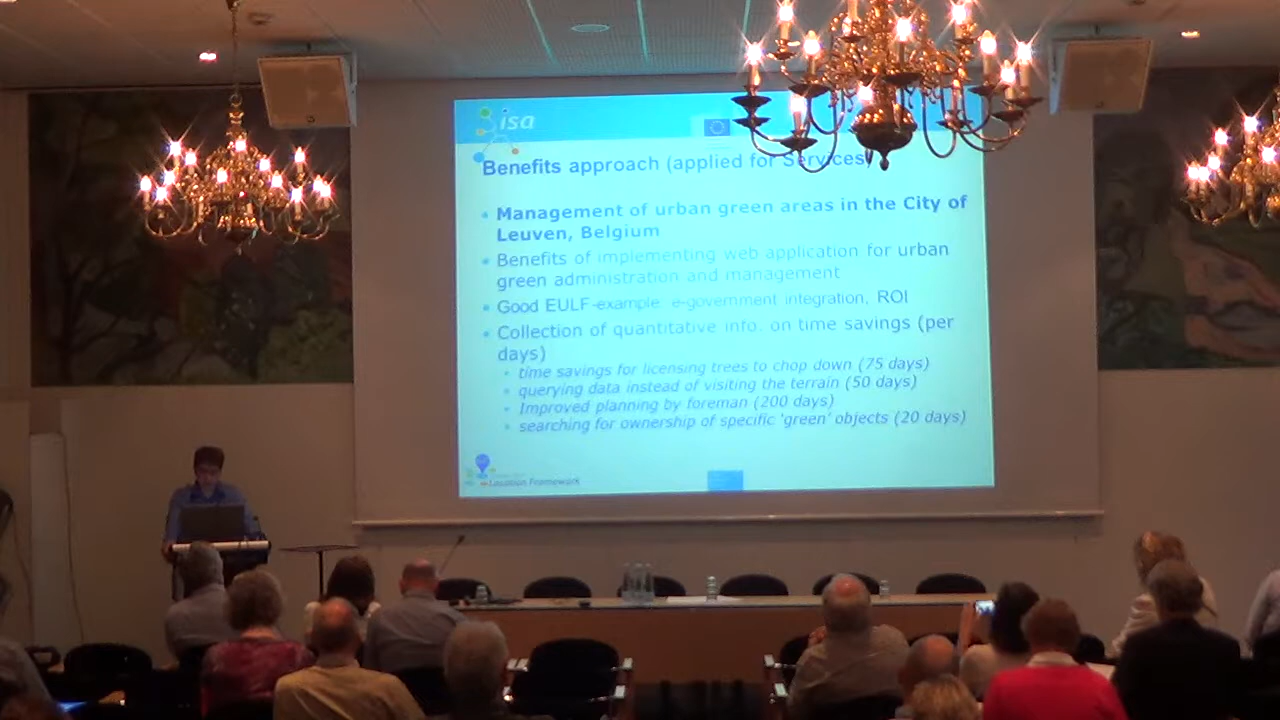 isa
Benefits approach (applied for Services)
Management of urban green areas in the City of
Leuven, Belgium
Benefits of implementing web application for urban
green administration and management
Good EULF-example: e-government integration, ROI
Collection of quantitative info. on time savings (per
days)
time savings for licensing trees to chop down (75 days)
querying data instead of visiting the terrain (50 days)
Improved planning by foreman (200 days)
searching for ownership of specific 'green' objects (20 days)
Location Framework